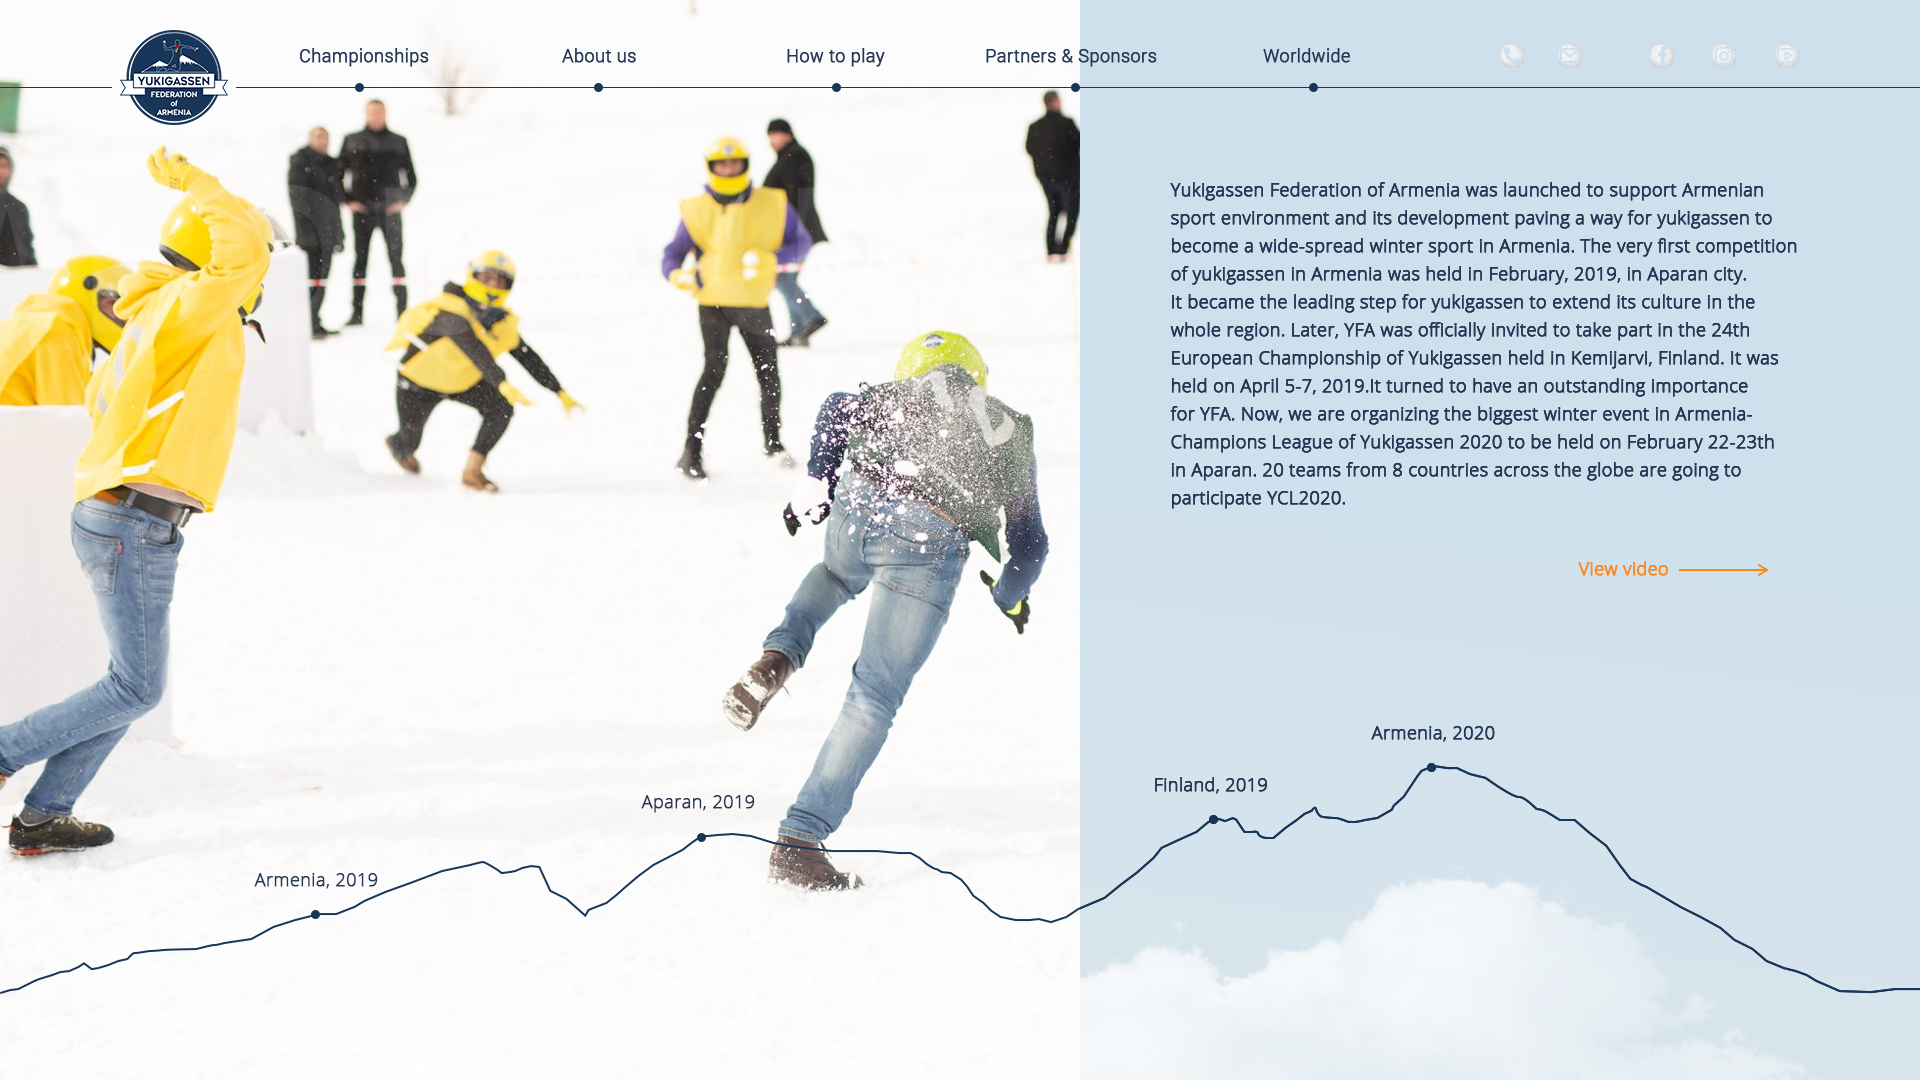 Championships
About us
How to play
Partners & Sponsors
Worldwide
YUKIGASSEN
FEDERATION
of
ARMENIA
Yukigassen Federation of Armenia was launched to support Armenian
sport environment and its development paving a way for yukigassen to
become a wide-spread winter sport in Armenia. The very first competition
of yukigassen in Armenia was held in February, 2019, in Aparan city.
It became the leading step for yukigassen to extend its culture in the
whole region. Later, YFA was officially invited to take part in the 24th
European Championship of Yukigassen held in Kemijarvi, Finland. It was
held on April 5-7, 2019.It turned to have an outstanding importance
for YFA. Now, we are organizing the biggest winter event in Armenia-
Champions League of Yukigassen 2020 to be held on February 22-23th
in Aparan. 20 teams from 8 countries across the globe are going to
participate YCL2020.
View video
Armenia, 2020
Finland, 2019
Aparan, 2019
Armenia, 2019